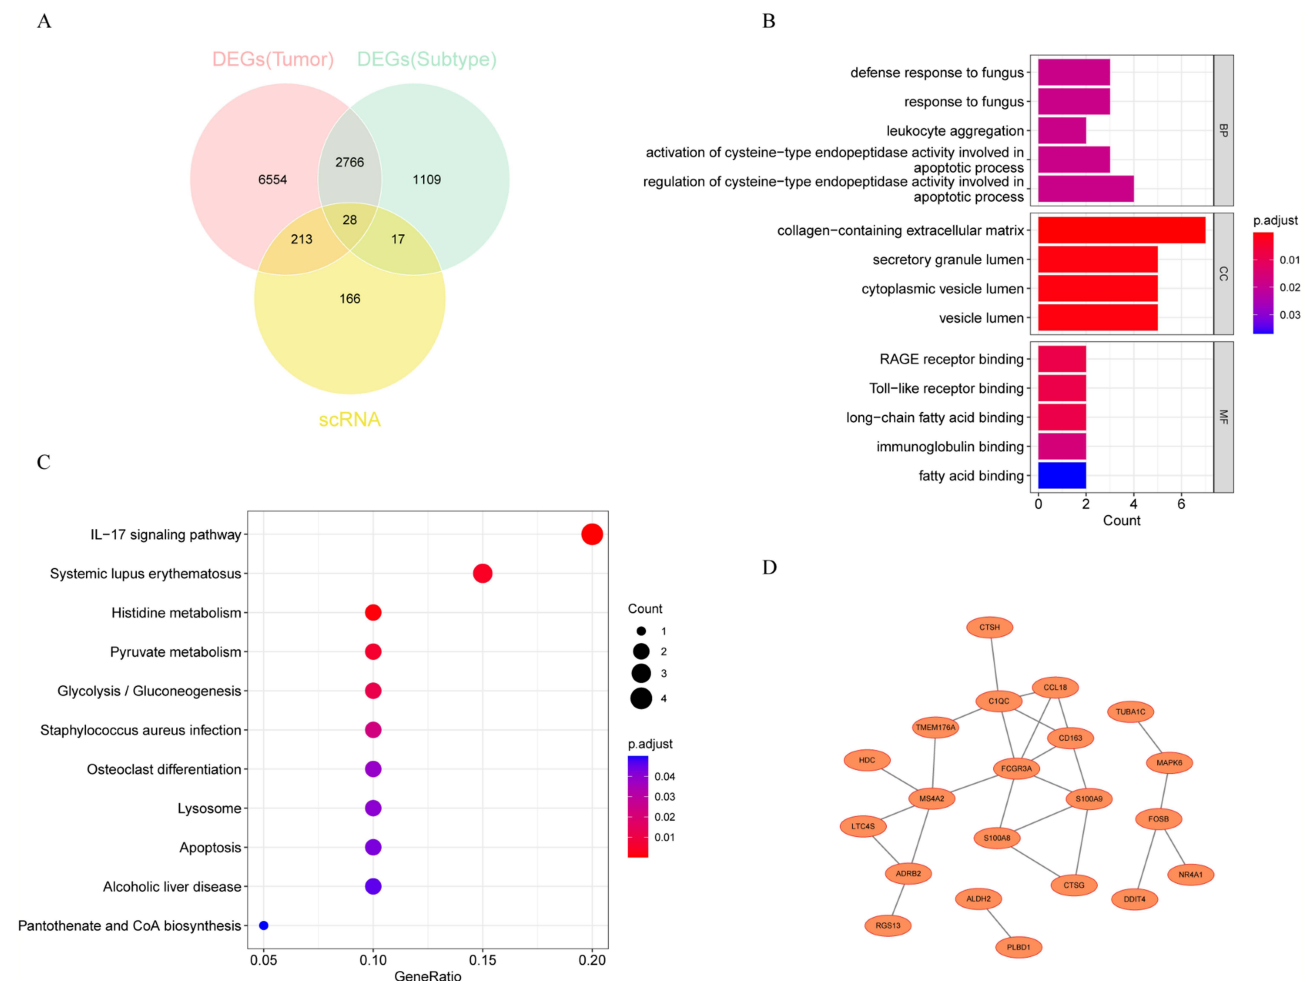 A
DEGs(Tumor) DEGs(Subtype)
2766
6554
1109
28
213
17
166
scRNA
B
defense response to fungus
response to fungus
leukocyte aggregation
activation of cysteine−type endopeptidase activity involved in
apoptotic process
regulation of cysteine−type endopeptidase activity involved in
apoptotic process
BP
collagen−containing extracellular matrix
secretory granule lumen
cytoplasmic vesicle lumen
vesicle lumen
CC
RAGE receptor binding
Toll−like receptor binding
long−chain fatty acid binding
immunoglobulin binding
fatty acid binding
MF
0 2 4 6
Count
p.adjust
0.01
0.02
0.03
C
IL−17 signaling pathway
Systemic lupus erythematosus
Histidine metabolism
Pyruvate metabolism
Glycolysis / Gluconeogenesis
Staphylococcus aureus infection
Osteoclast differentiation
Lysosome
Apoptosis
Alcoholic liver disease
Pantothenate and CoA biosynthesis
0.05 0.10 0.15 0.20
GeneRatio
Count
1
2
3
4
p.adjust
0.04
0.03
0.02
0.01
D
CTSH
CCL18
C1QC
TUBA1C
TMEM176A
CD163
HDC
FCGR3A
MAPK6
MS4A2
S100A9
LTC4S
S100A8
FOSB
ADRB2
CTSG
NR4A1
ALDH2
DDIT4
RGS13
PLBD1